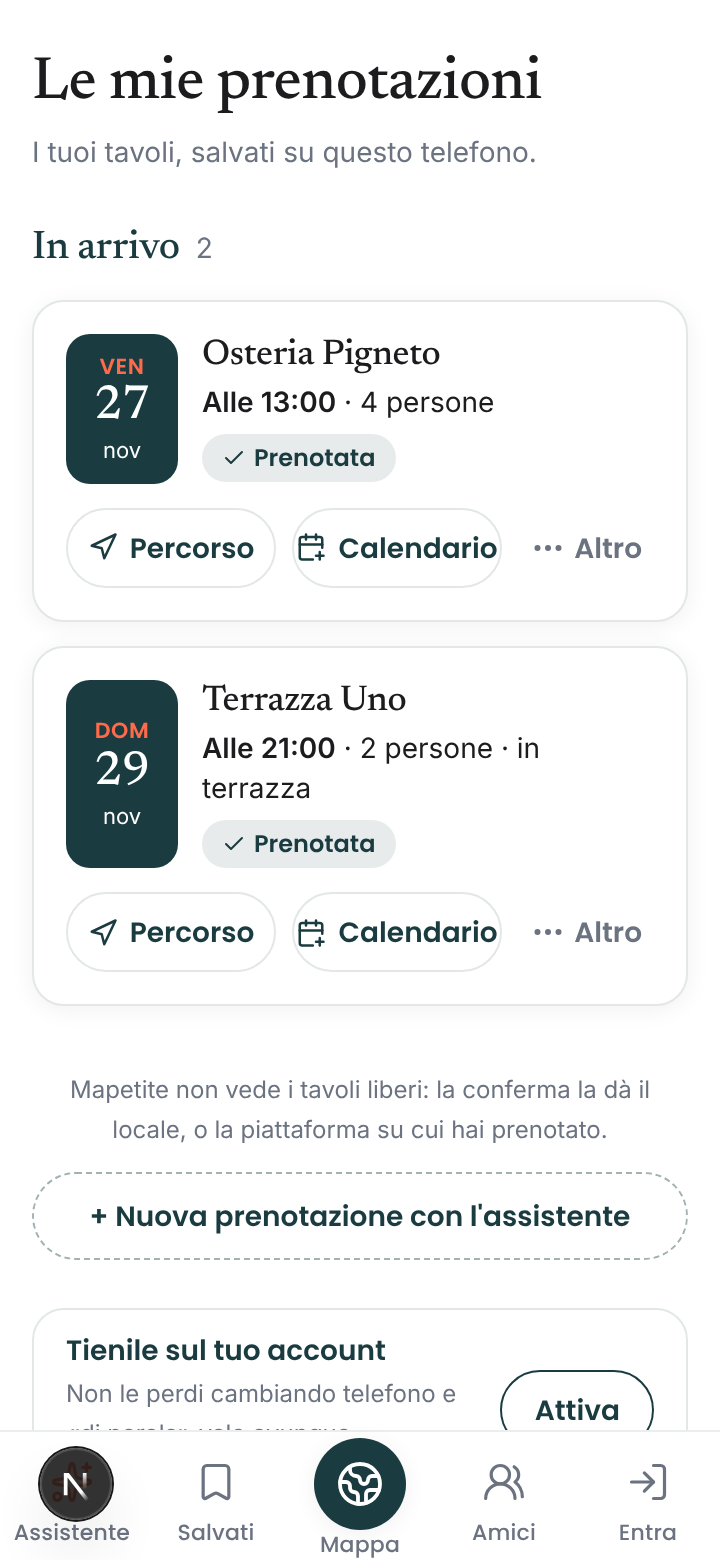 Le mie prenotazioni
I tuoi tavoli, salvati su questo telefono.
In arrivo 2
VEN
27
nov
Osteria Pigneto
Alle 13:00 · 4 persone
Prenotata
Percorso
Calendario
··· Altro
DOM
29
nov
Terrazza Uno
Alle 21:00 · 2 persone · in
terrazza
Prenotata
Percorso
Calendario
··· Altro
Mapetite non vede i tavoli liberi: la conferma la dà il
locale, o la piattaforma su cui hai prenotato.
+ Nuova prenotazione con l'assistente
Tienile sul tuo account
Non le perdi cambiando telefono e
Attiva
N
Assistente
Salvati
Mappa
Amici
Entra